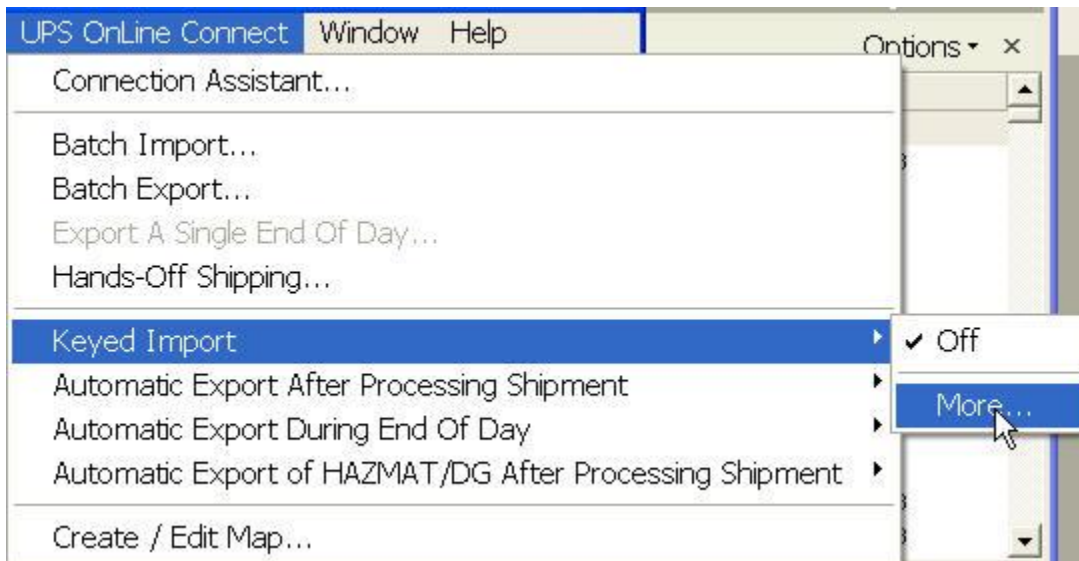 UPS OnLine Connect Window Help
Options
Connection Assistant...
Batch Import...
Batch Export...
Export A Single End Of Day...
Hands-Off Shipping...
Keyed Import
Off
Automatic Export After Processing Shipment
More...
Automatic Export During End Of Day
Automatic Export of HAZMAT/DG After Processing Shipment
Create / Edit Map...